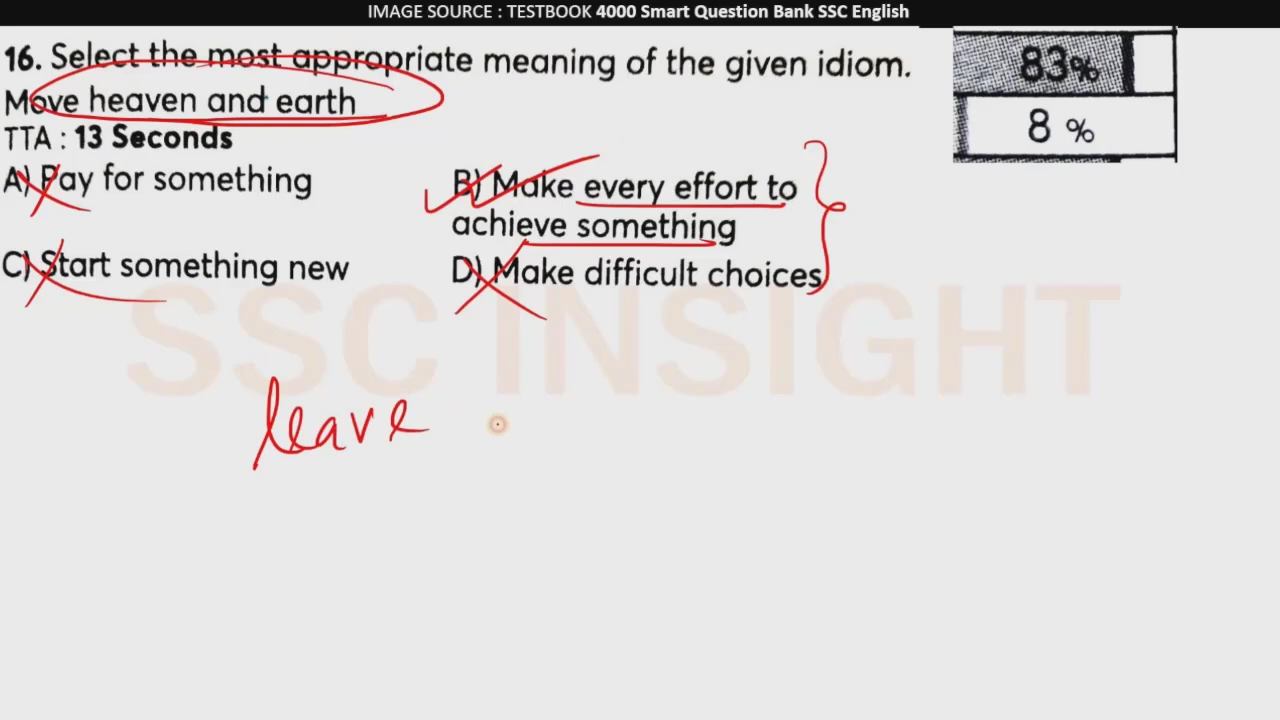 IMAGE SOURCE : TESTBOOK 4000 Smart Question Bank SSC English
16. Select the most appropriate meaning of the given idiom.
Move heaven and earth
TTA : 13 Seconds
A) Pay for something
B) Make every effort to
achieve something
C) Start something new
D) Make difficult choices
83%
8 %
SSC INSIGHT
leave